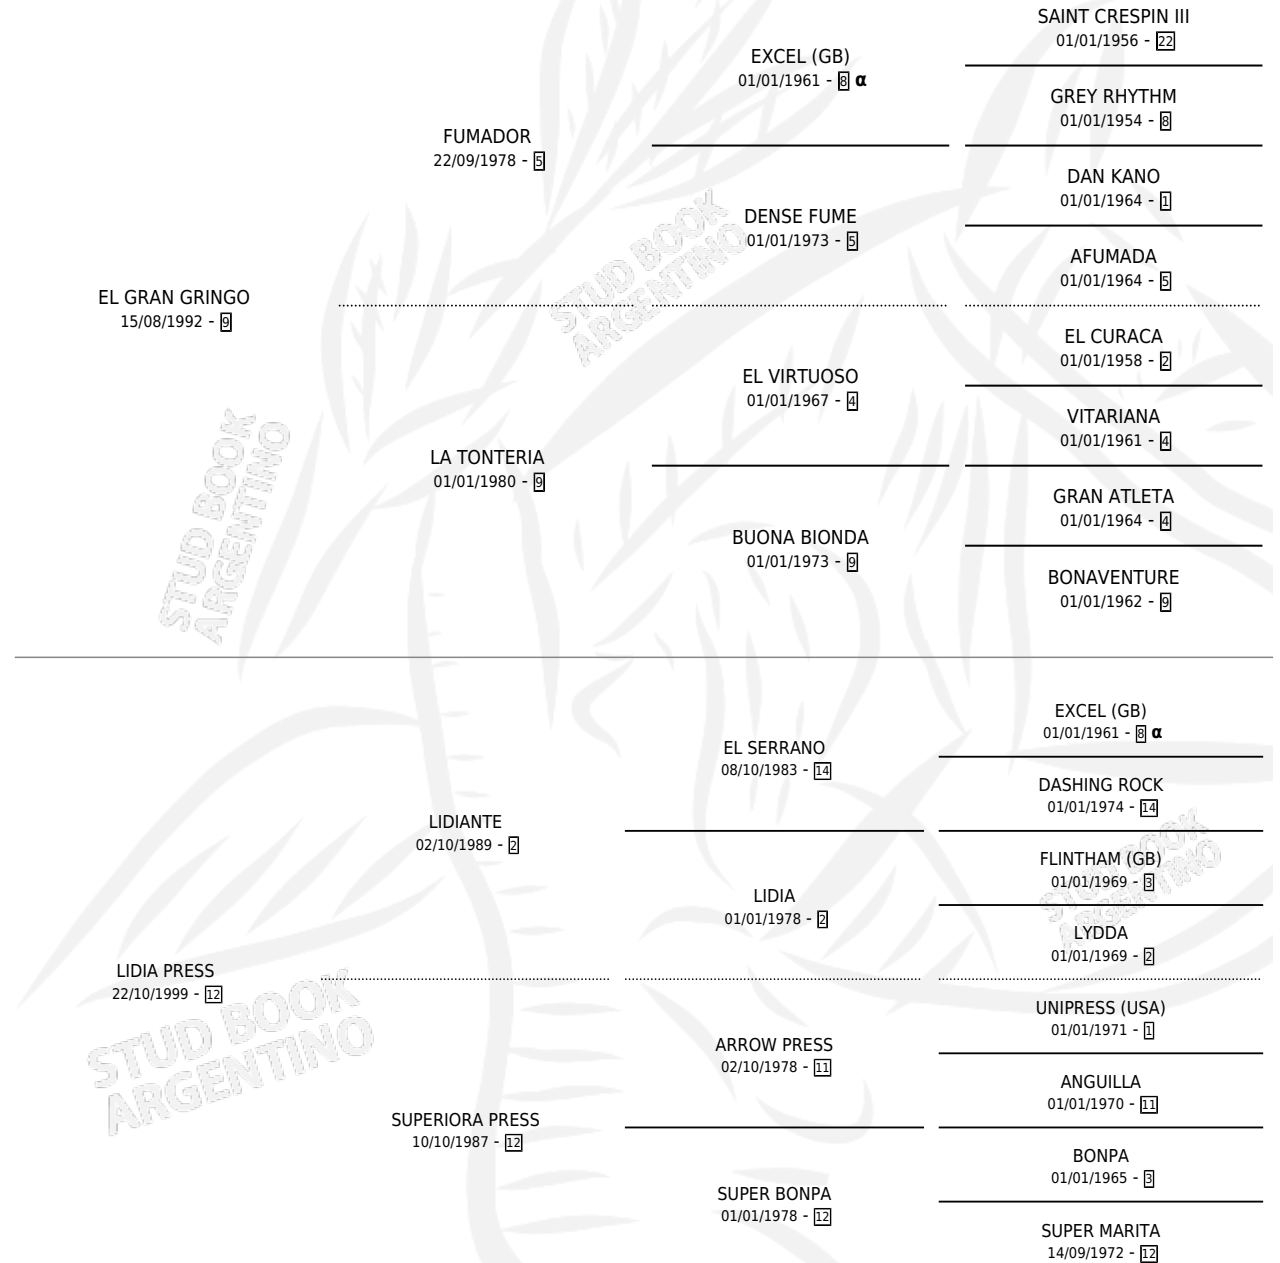 SAINT CRESPIN III
01/01/1956 - 22
EXCEL (GB)
01/01/1961 - 8 α
GREY RHYTHM
01/01/1954 - 8
FUMADOR
22/09/1978 - 5
DAN KANO
01/01/1964 - 1
DENSE FUME
01/01/1973 - 5
AFUMADA
01/01/1964 - 5
EL GRAN GRINGO
15/08/1992 - 9
EL CURACA
01/01/1958 - 2
EL VIRTUOSO
01/01/1967 - 4
VITARIANA
01/01/1961 - 4
LA TONTERIA
01/01/1980 - 9
GRAN ATLETA
01/01/1964 - 4
BUONA BIONDA
01/01/1973 - 9
BONAVENTURE
01/01/1962 - 9
STUD BOOK
ARGENTINO
STUD BOOK
ARGENTINO
EXCEL (GB)
01/01/1961 - 8 α
EL SERRANO
08/10/1983 - 14
DASHING ROCK
01/01/1974 - 14
LIDIANTE
02/10/1989 - 2
FLINTHAM (GB)
01/01/1969 - 3
LIDIA
01/01/1978 - 2
LYDDA
01/01/1969 - 2
LIDIA PRESS
22/10/1999 - 12
UNIPRESS (USA)
01/01/1971 - 1
ARROW PRESS
02/10/1978 - 11
ANGUILLA
01/01/1970 - 11
SUPERIORA PRESS
10/10/1987 - 12
BONPA
01/01/1965 - 3
SUPER BONPA
01/01/1978 - 12
SUPER MARITA
14/09/1972 - 12
STUD BOOK
ARGENTINO
STUD BOOK
ARGENTINO